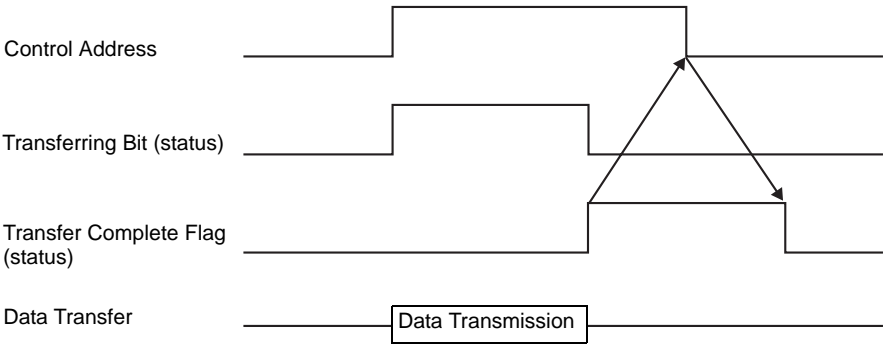 Control Address
Transferring Bit (status)
Transfer Complete Flag
(status)
Data Transfer
Data Transmission